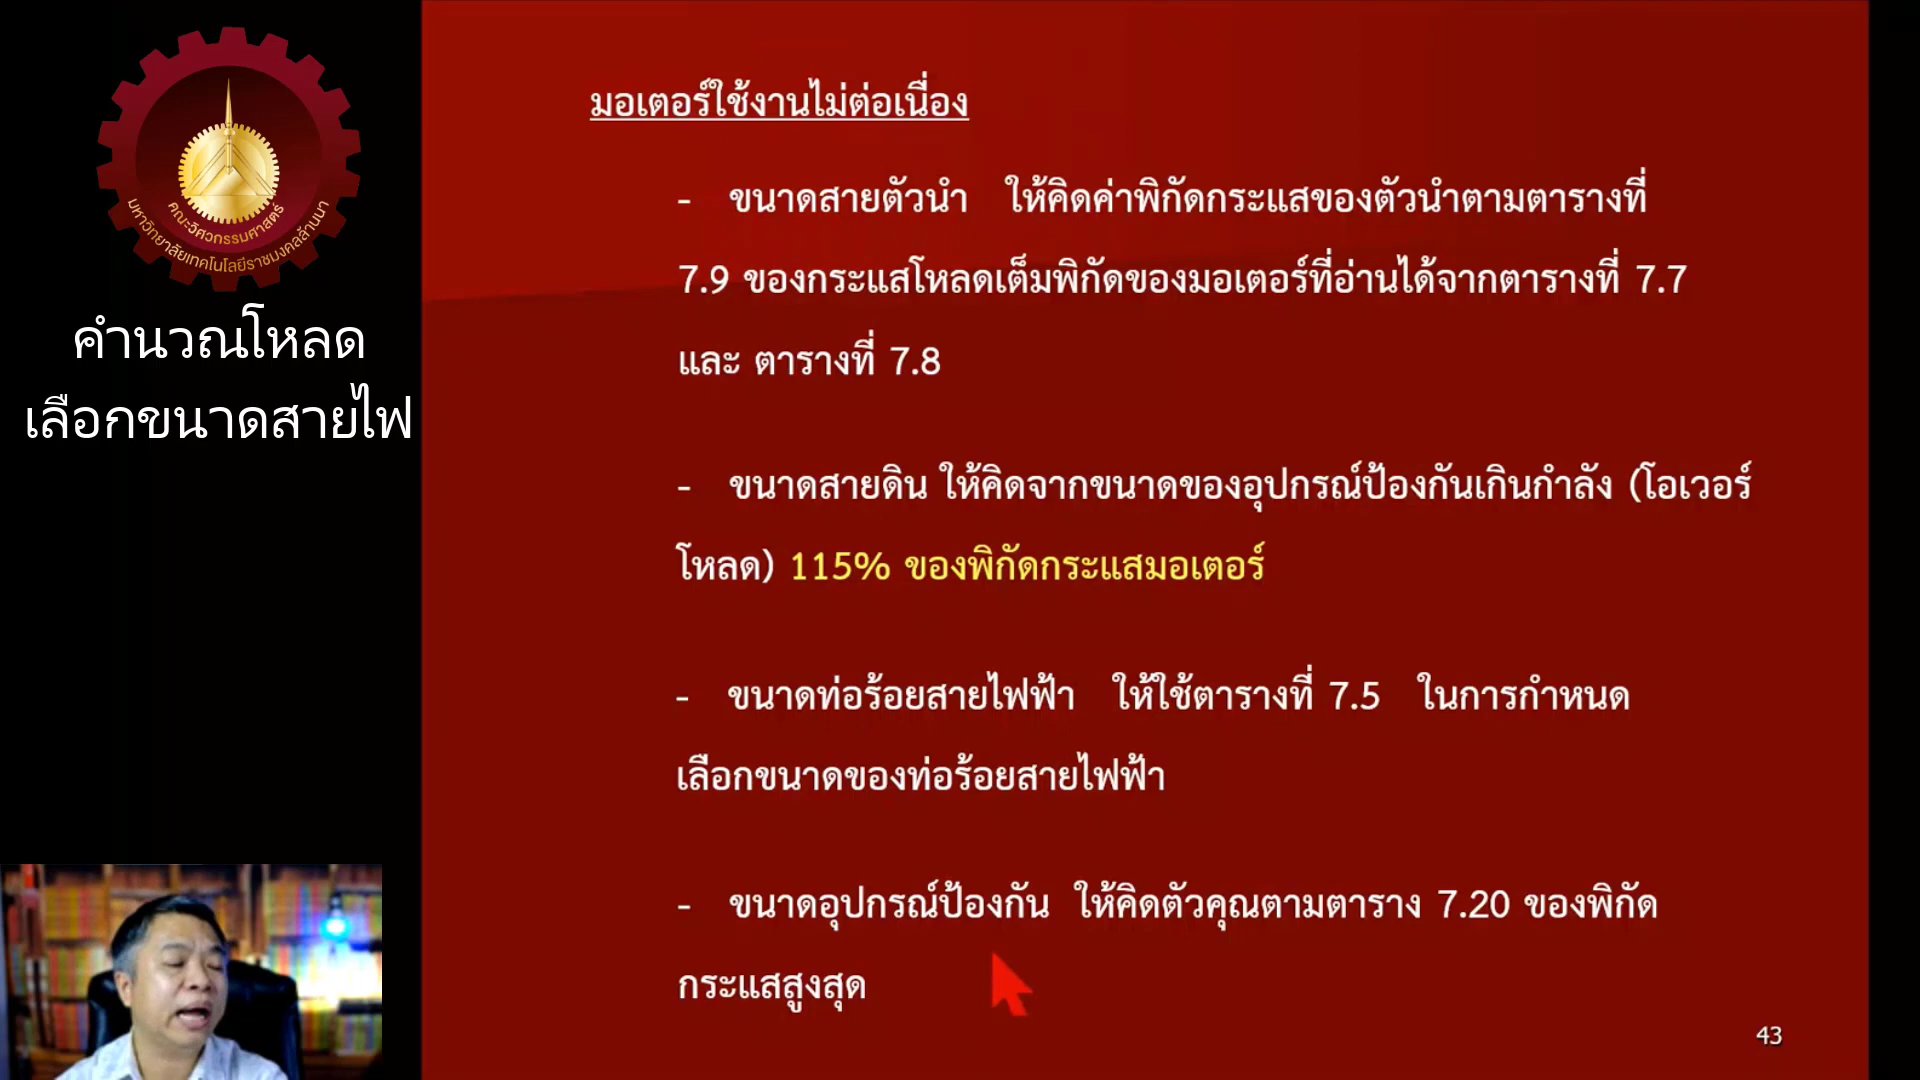 คณะวิศวกรรมศาสตร์
มหาวิทยาลัยเทคโนโลยีราชมงคลล้านนา
คำนวณโหลด
เลือกขนาดสายไฟ
มอเตอร์ใช้งานไม่ต่อเนื่อง
- ขนาดสายตัวนำ ให้คิดค่าพิกัดกระแสของตัวนำตามตารางที่
7.9 ของกระแสโหลดเต็มพิกัดของมอเตอร์ที่อ่านได้จากตารางที่ 7.7
และ ตารางที่ 7.8
- ขนาดสายดิน ให้คิดจากขนาดของอุปกรณ์ป้องกันเกินกำลัง (โอเวอร์
โหลด) 115% ของพิกัดกระแสมอเตอร์
- ขนาดท่อร้อยสายไฟฟ้า ให้ใช้ตารางที่ 7.5 ในการกำหนด
เลือกขนาดของท่อร้อยสายไฟฟ้า
- ขนาดอุปกรณ์ป้องกัน ให้คิดตัวคุณตามตาราง 7.20 ของพิกัด
กระแสสูงสุด
43